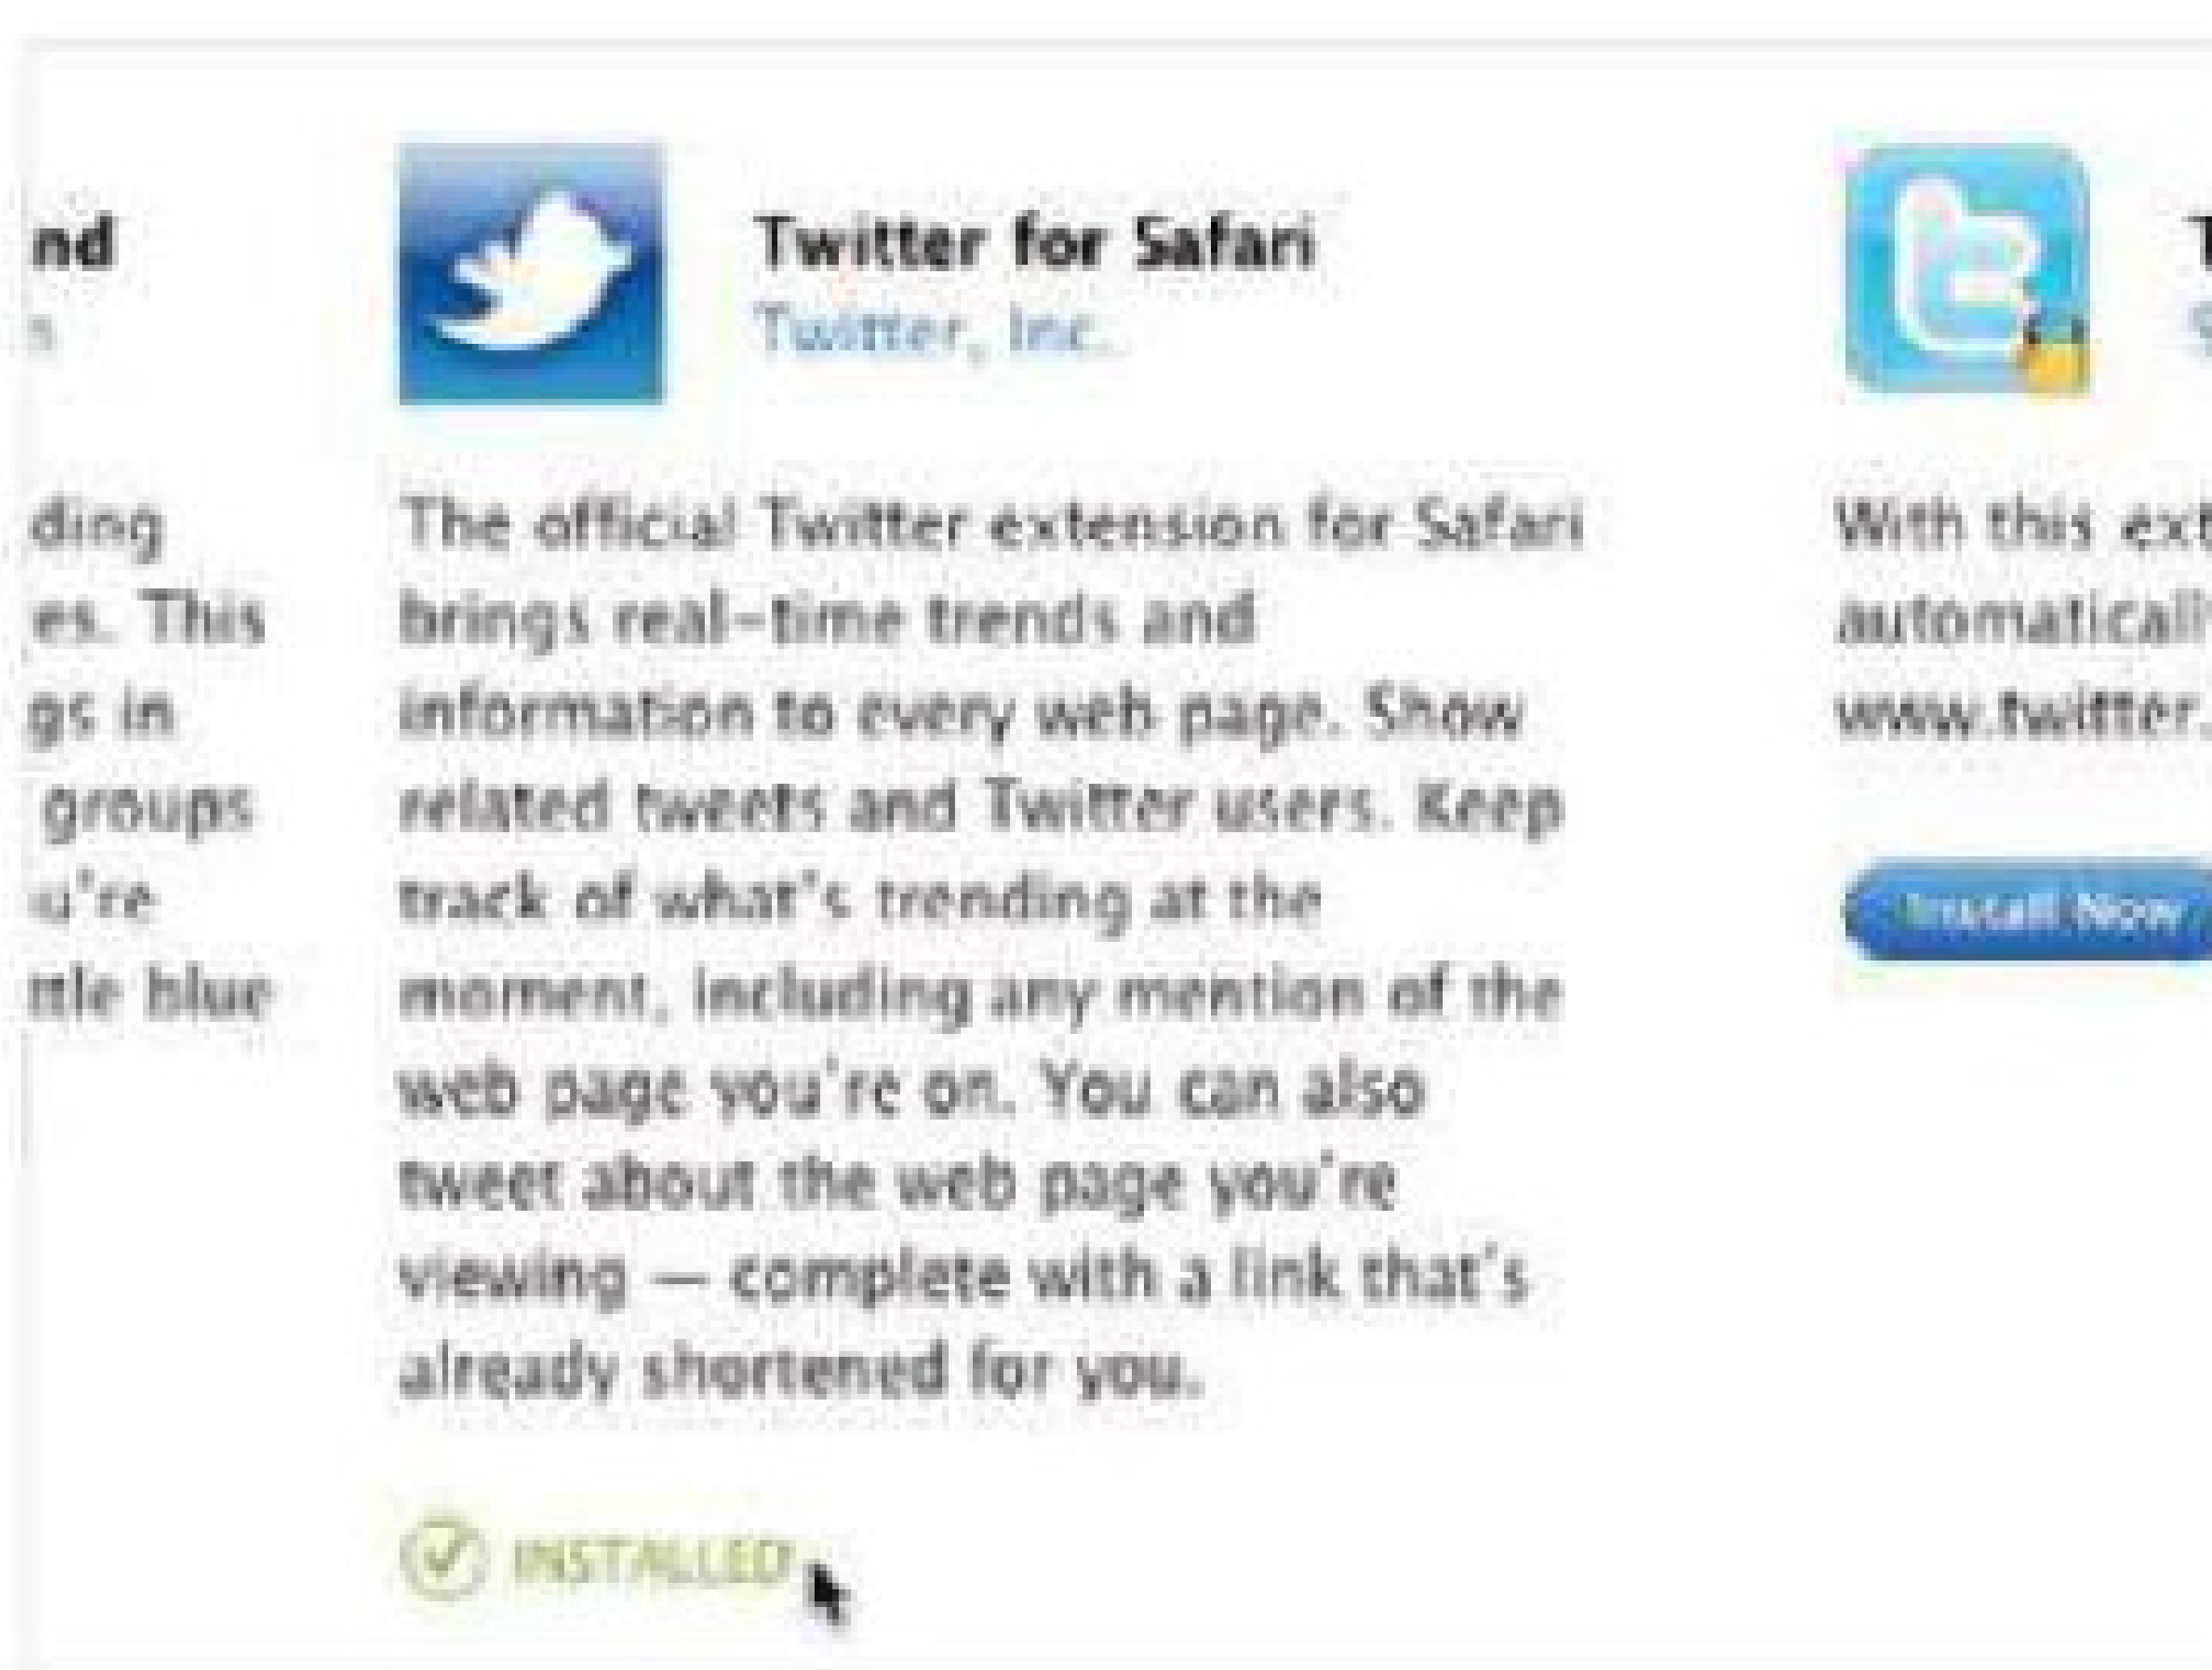 nd
s
ding
es. This
gs in
groups
u're
ttle blue
Twitter for Safari
Twitter, Inc.
The official Twitter extension for Safari
brings real-time trends and
information to every web page. Show
related tweets and Twitter users. Keep
track of what's trending at the
moment, including any mention of the
web page you're on. You can also
tweet about the web page you're
viewing — complete with a link that's
already shortened for you.
INSTALLED
T
With this ext
automatically
www.twitter.
Install Now